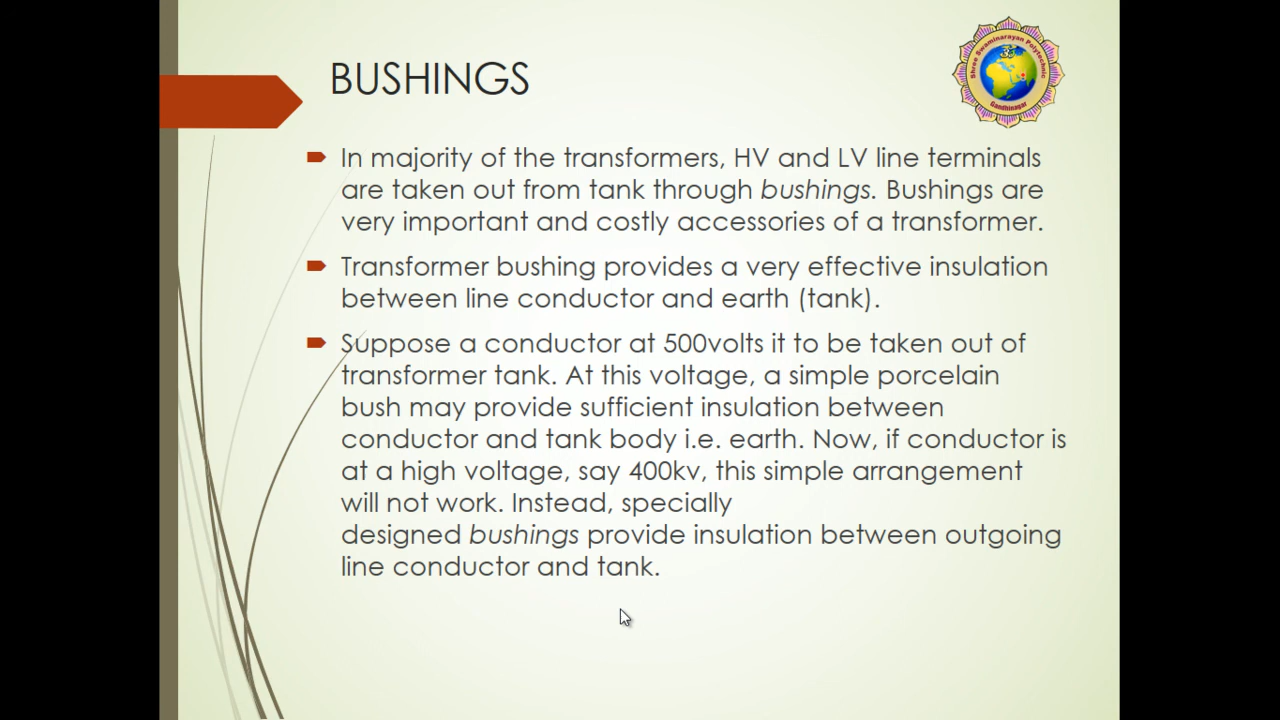 BUSHINGS
Shree Swaminarayan Polytechnic
Gandhinagar
In majority of the transformers, HV and LV line terminals
are taken out from tank through bushings. Bushings are
very important and costly accessories of a transformer.
Transformer bushing provides a very effective insulation
between line conductor and earth (tank).
Suppose a conductor at 500volts it to be taken out of
transformer tank. At this voltage, a simple porcelain
bush may provide sufficient insulation between
conductor and tank body i.e. earth. Now, if conductor is
at a high voltage, say 400kv, this simple arrangement
will not work. Instead, specially
designed bushings provide insulation between outgoing
line conductor and tank.